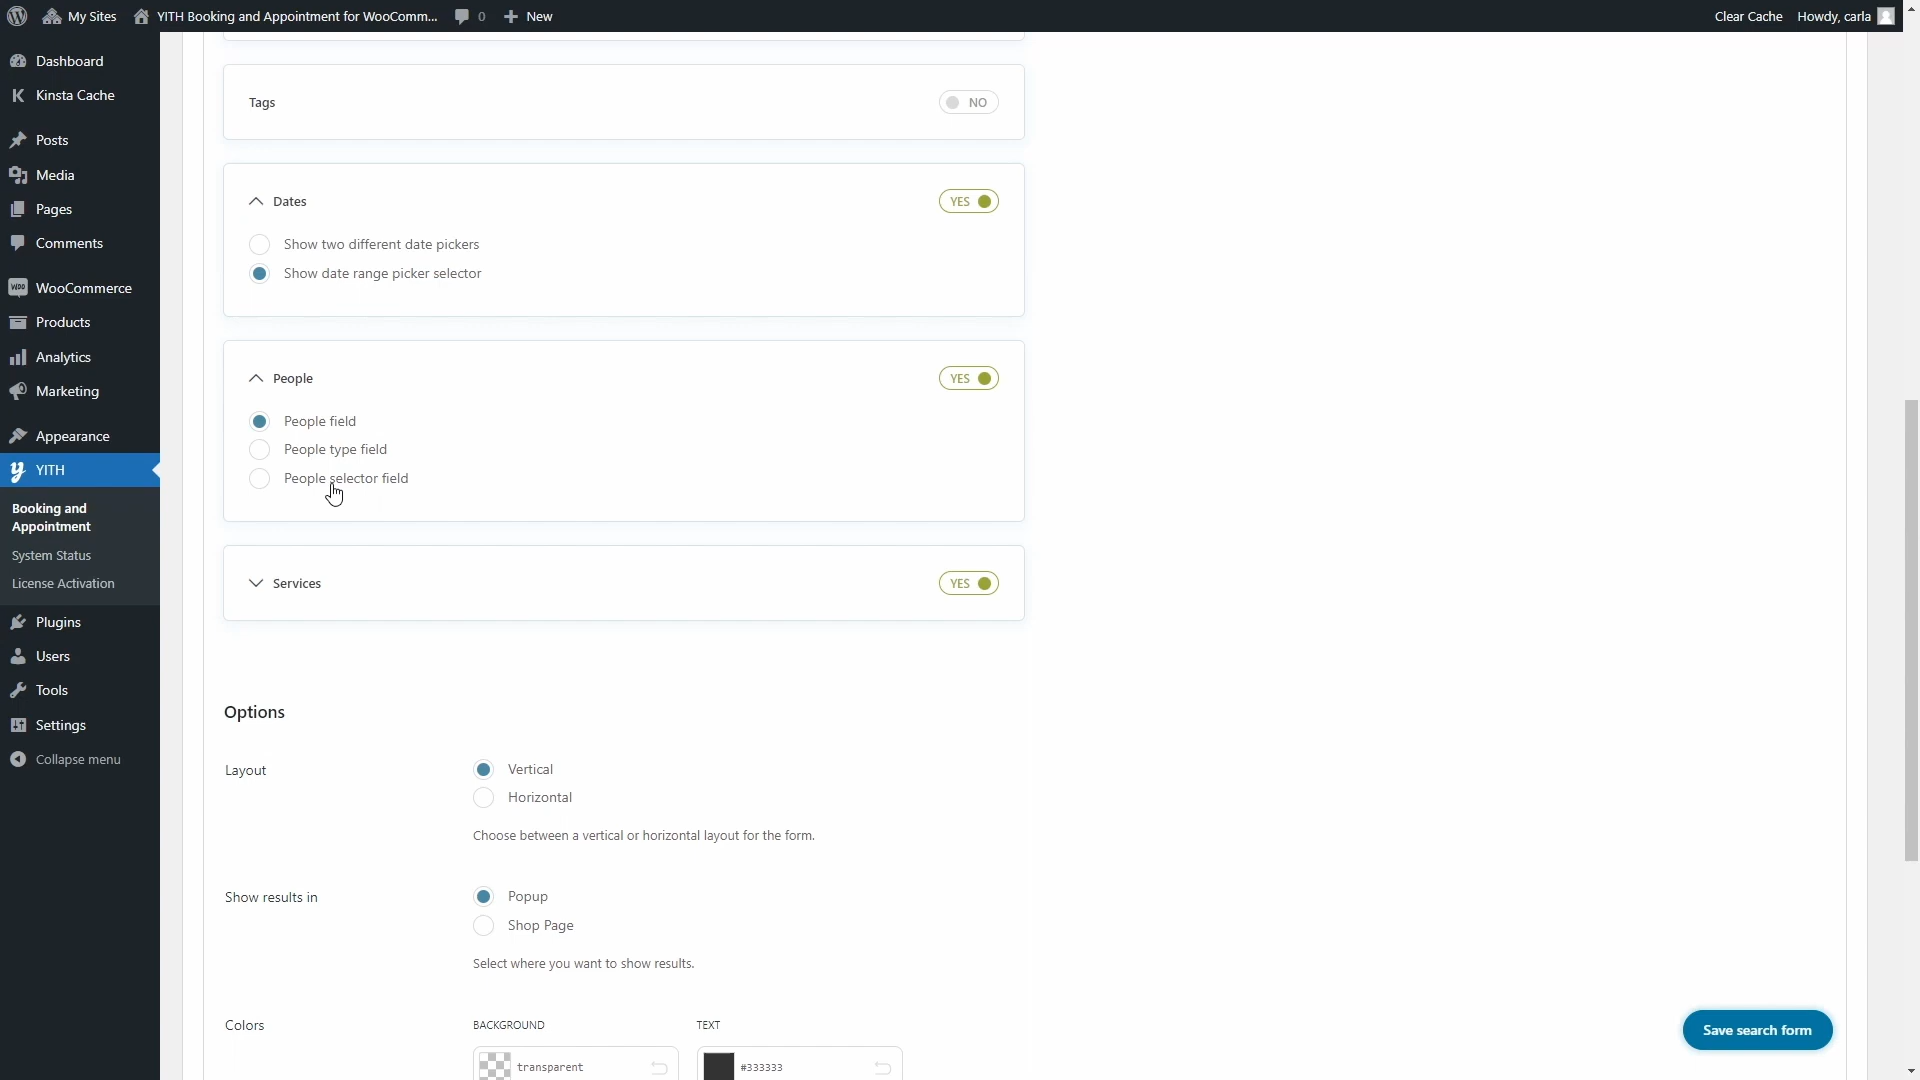 My Sites
YITH Booking and Appointment for WooComm...
0
New
Clear Cache
Howdy, carla
Dashboard
Kinsta Cache
Posts
Media
Pages
Comments
WooCommerce
Products
Analytics
Marketing
Appearance
YITH
Booking and
Appointment
System Status
License Activation
Plugins
Users
Tools
Settings
Collapse menu
Tags
NO
Dates
YES
Show two different date pickers
Show date range picker selector
People
YES
People field
People type field
People selector field
Services
YES
Options
Layout
Vertical
Horizontal
Choose between a vertical or horizontal layout for the form.
Show results in
Popup
Shop Page
Select where you want to show results.
Colors
BACKGROUND
TEXT
transparent
#333333
Save search form